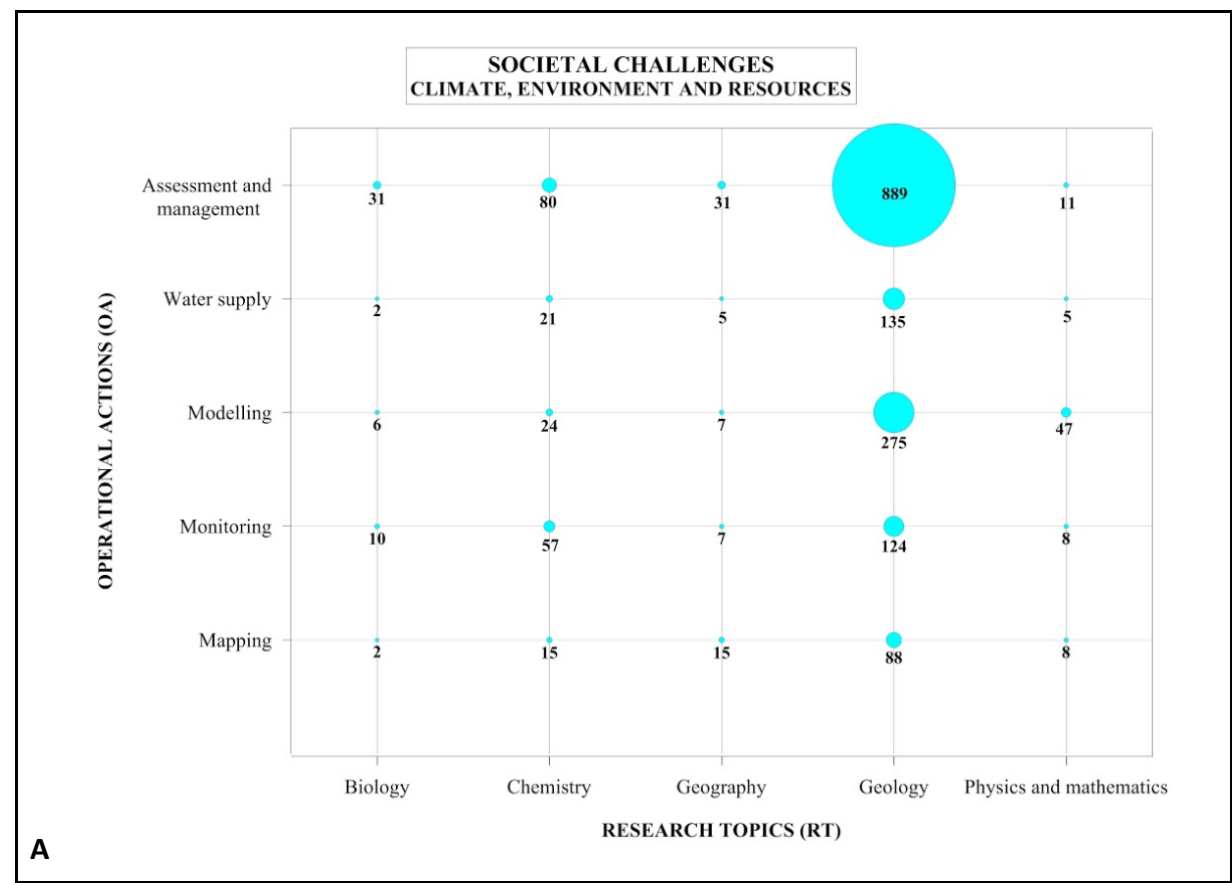 SOCIETAL CHALLENGES
CLIMATE, ENVIRONMENT AND RESOURCES
OPERATIONAL ACTIONS (OA)
Assessment and
management
31
80
31
889
11
Water supply
2
21
5
135
5
Modelling
6
24
7
275
47
Monitoring
10
57
7
124
8
Mapping
2
15
15
88
8
Biology
Chemistry
Geography
Geology
Physics and mathematics
RESEARCH TOPICS (RT)
A